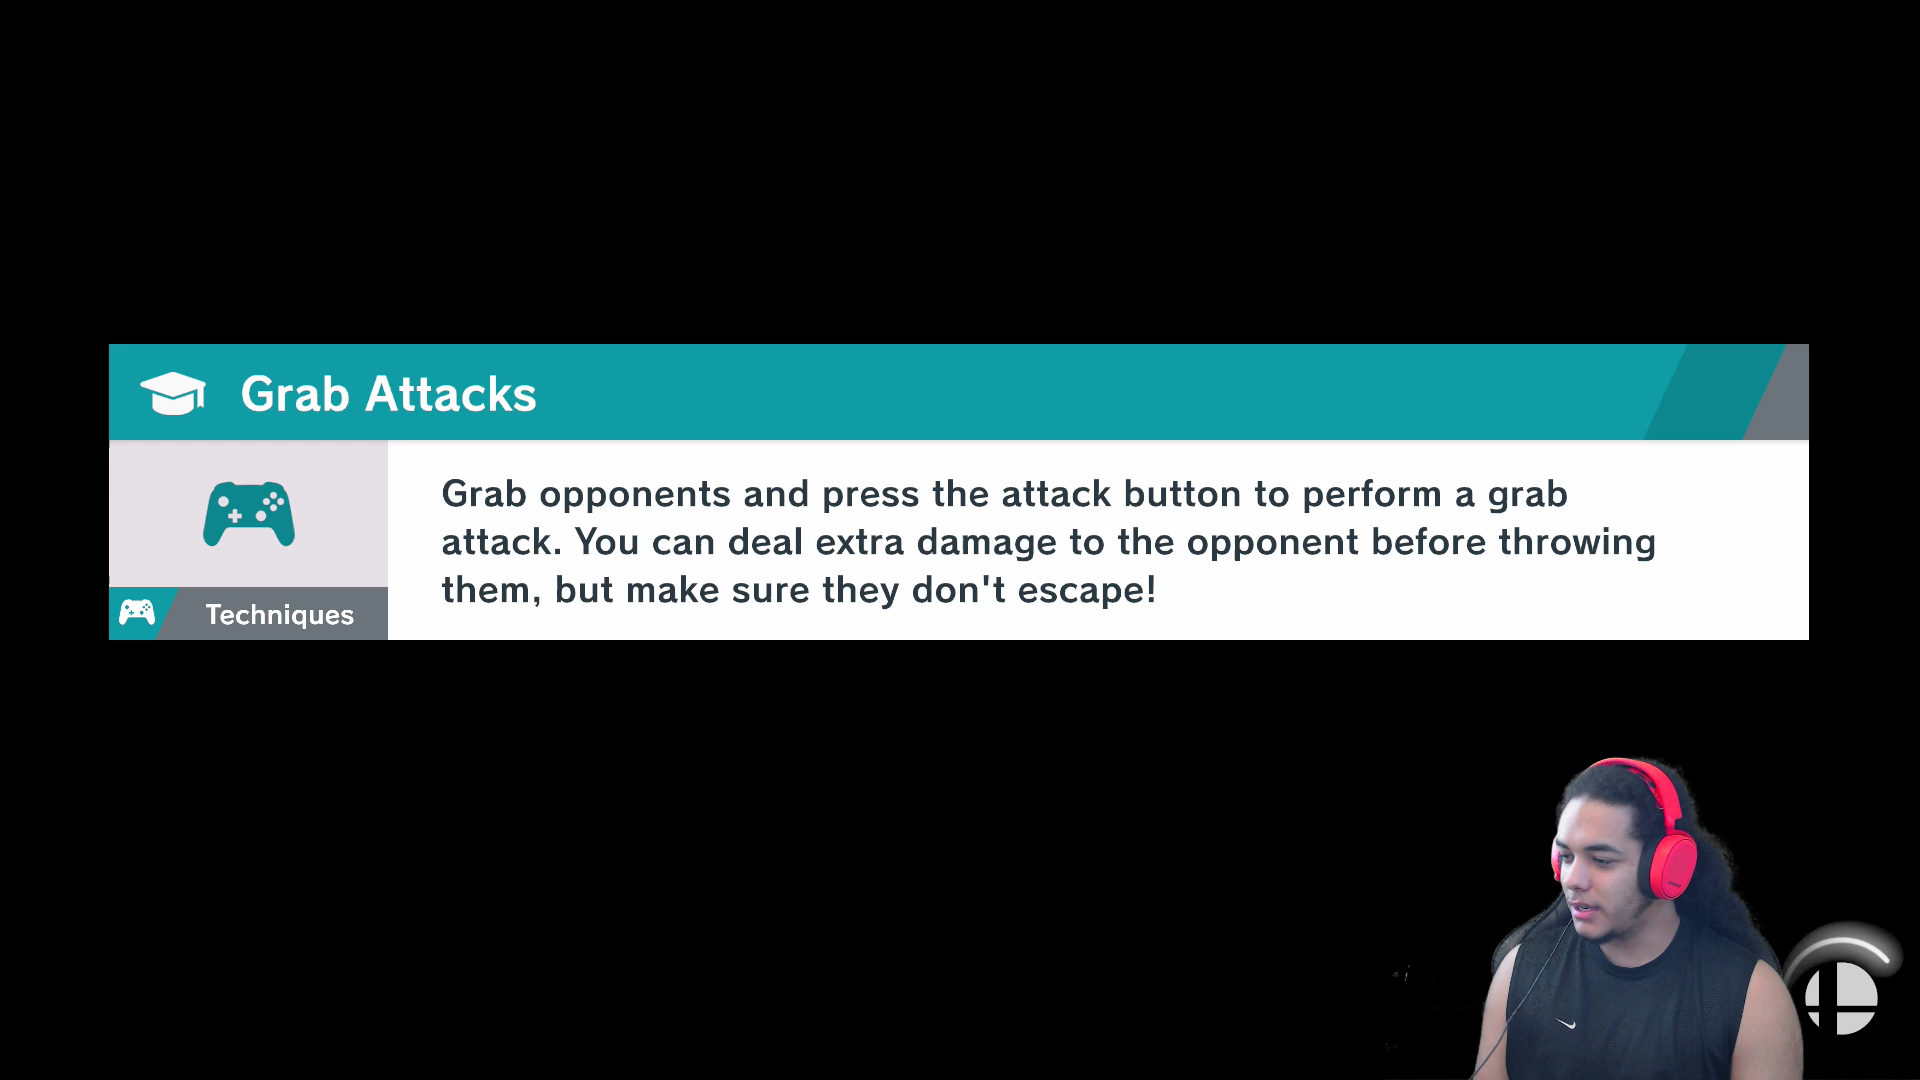 Grab Attacks
Grab opponents and press the attack button to perform a grab
attack. You can deal extra damage to the opponent before throwing
them, but make sure they don't escape!
Techniques